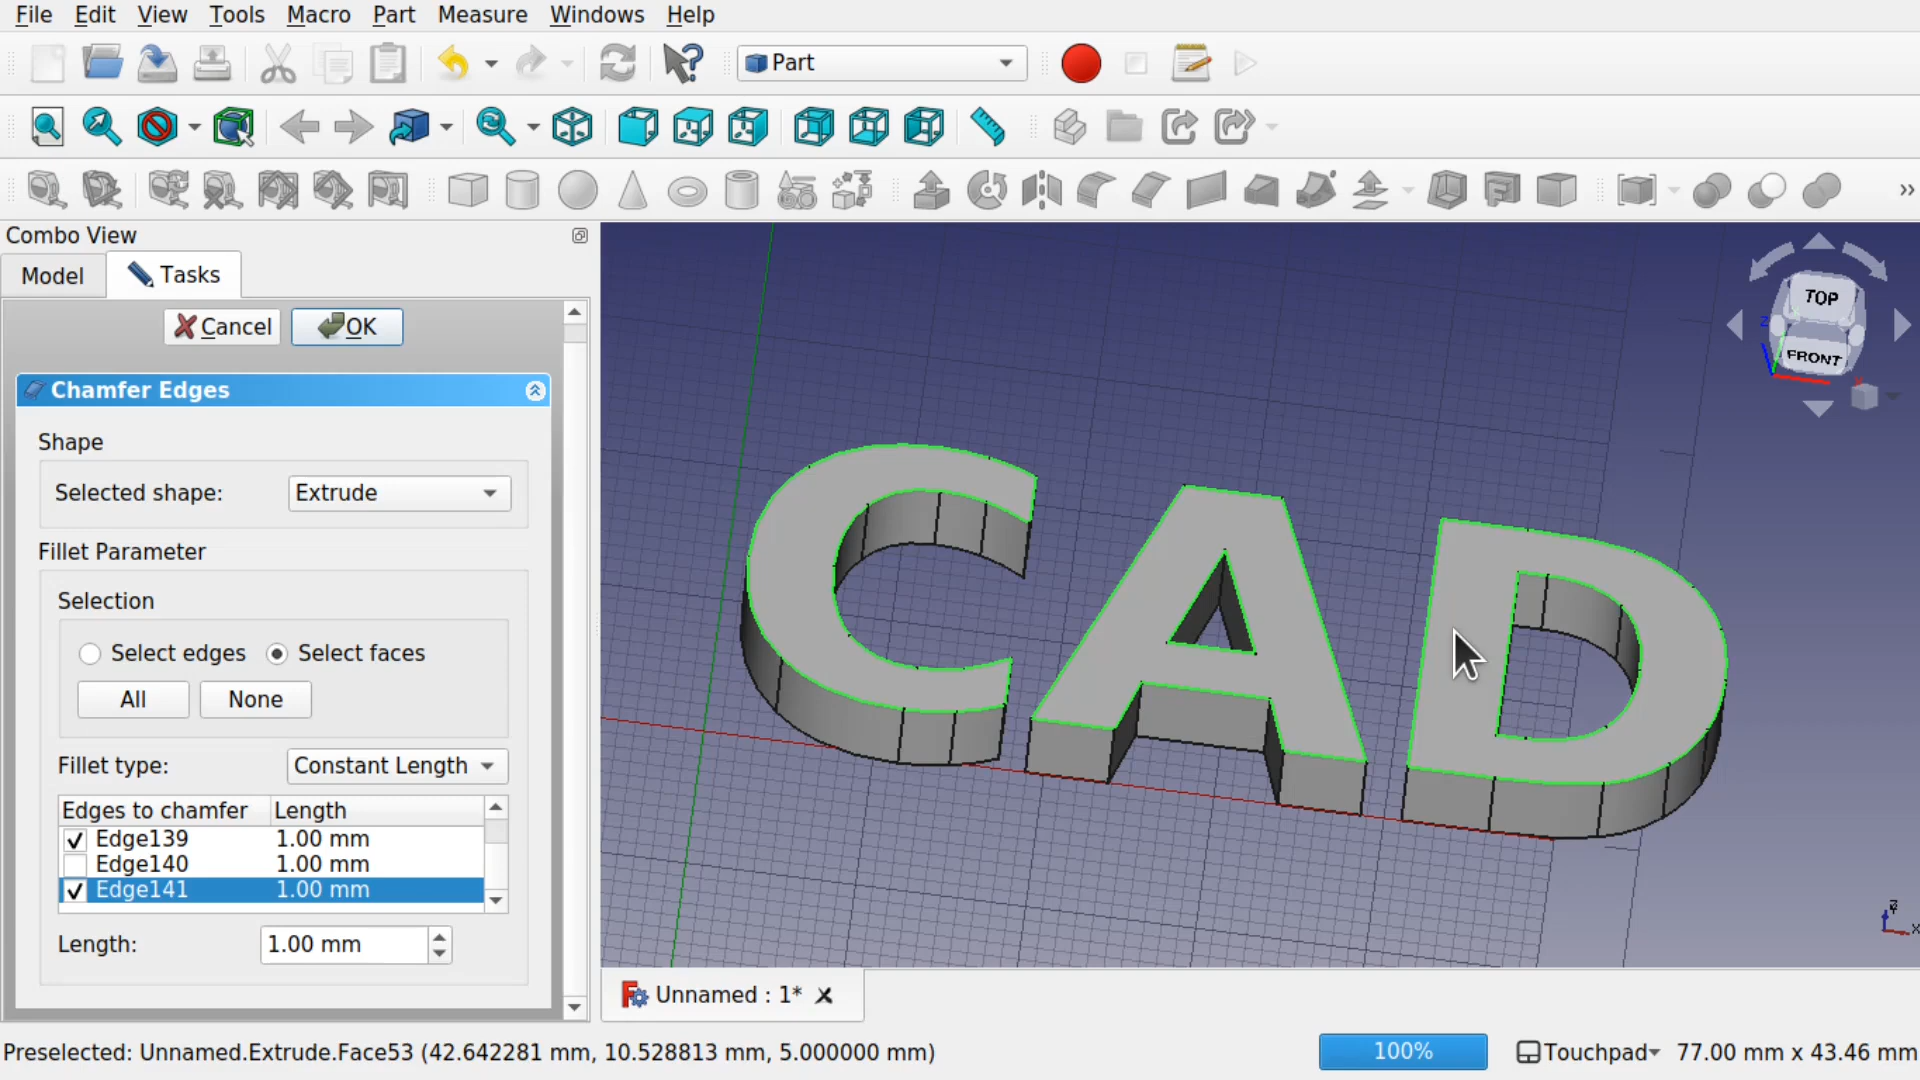 File Edit View Tools Macro Part Measure Windows Help
Part
Combo View
Model Tasks
Cancel OK
Chamfer Edges
Shape
Selected shape: Extrude
Fillet Parameter
Selection
Select edges Select faces
All None
Fillet type: Constant Length
Edges to chamfer Length
Edge139 1.00 mm
Edge140 1.00 mm
Edge141 1.00 mm
Length: 1.00 mm
TOP
FRONT
Z
CAD
Z
X
Unnamed : 1*
Preselected: Unnamed.Extrude.Face53 (42.642281 mm, 10.528813 mm, 5.000000 mm) 100% Touchpad 77.00 mm x 43.46 mm